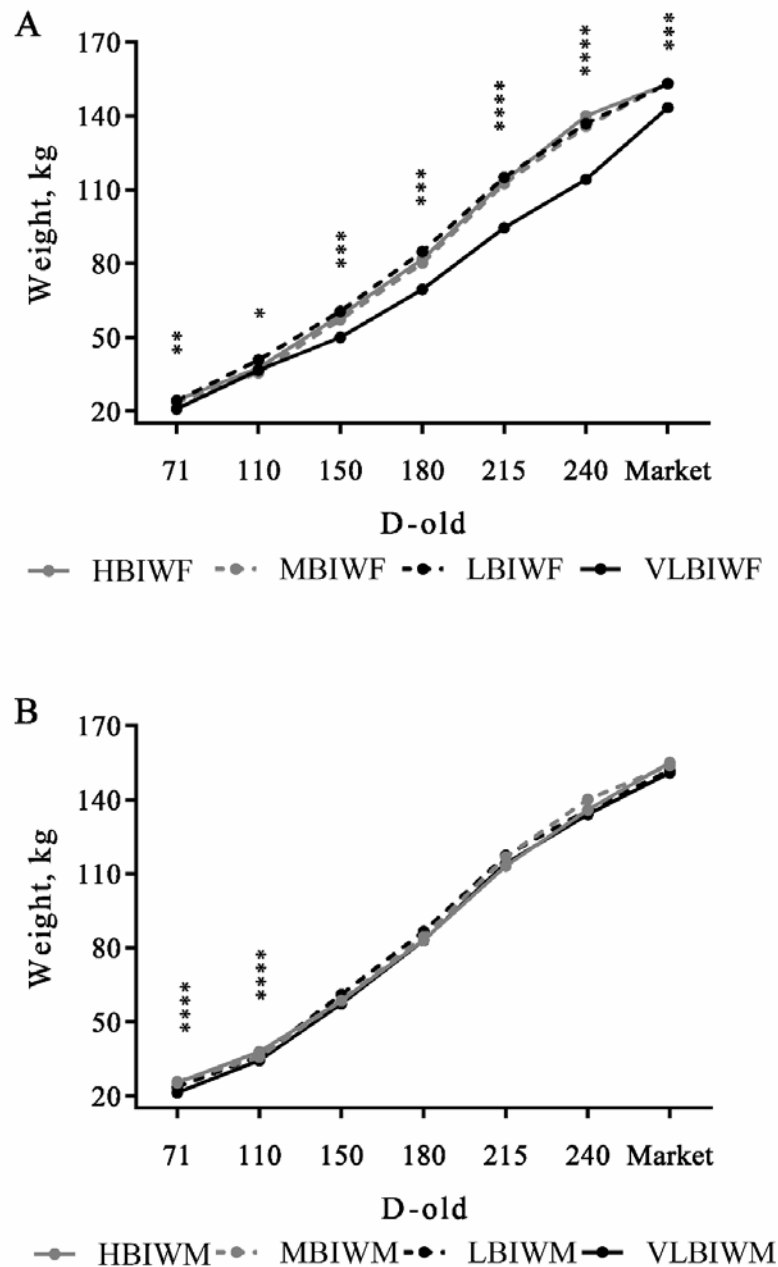 A
170
140
110
80
50
20
Weight, kg
**
*
***
***
****
****
***
71 110 150 180 215 240 Market
D-old
HBIWF MBIWF LBIWF VLBIWF
B
170
140
110
80
50
20
Weight, kg
****
****
71 110 150 180 215 240 Market
D-old
HBIWM MBIWM LBIWM VLBIWM